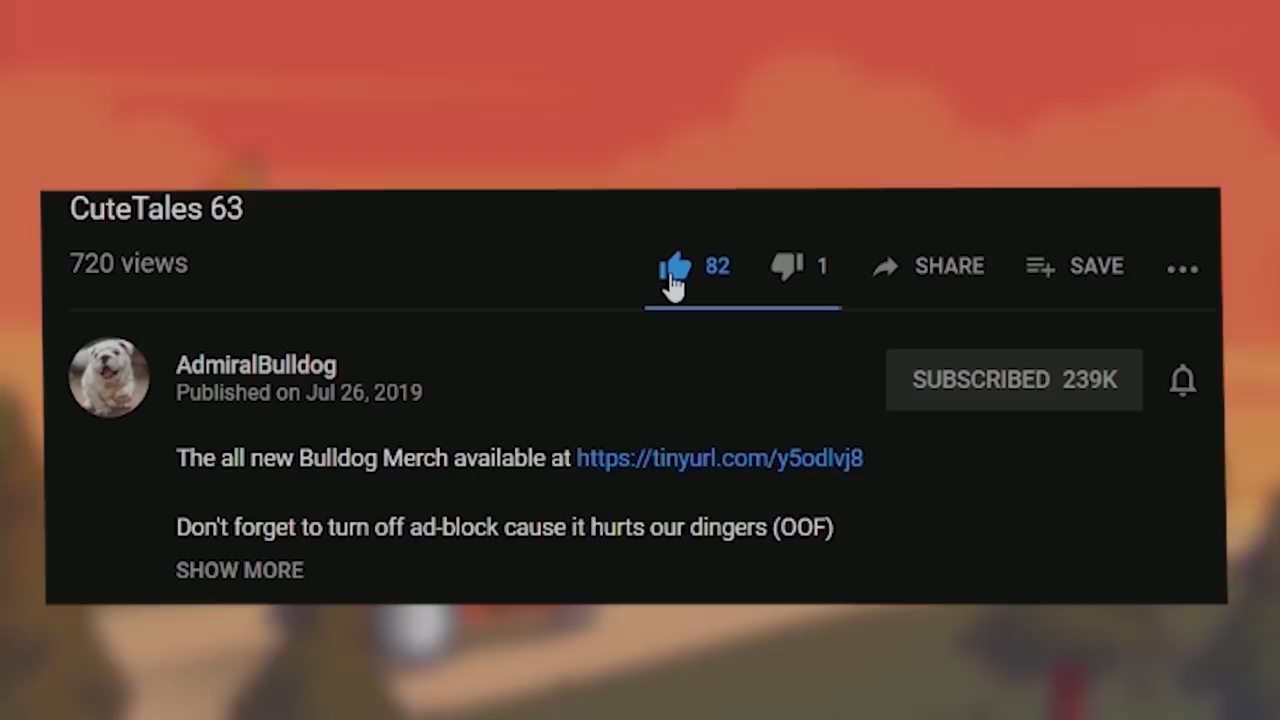 CuteTales 63
720 views
82
1
SHARE
SAVE
AdmiralBulldog
Published on Jul 26, 2019
SUBSCRIBED 239K
The all new Bulldog Merch available at https://tinyurl.com/y5odlvj8
Don't forget to turn off ad-block cause it hurts our dingers (OOF)
SHOW MORE